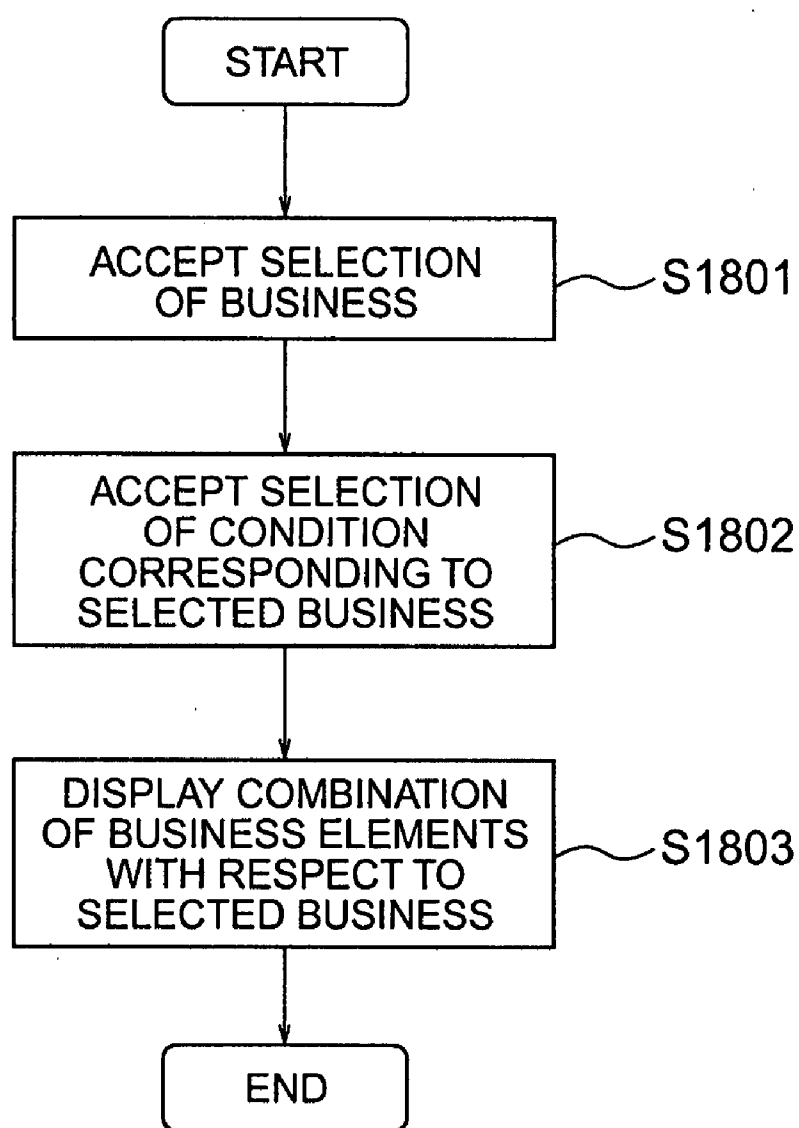 START
ACCEPT SELECTION
OF BUSINESS
S1801
ACCEPT SELECTION
OF CONDITION
CORRESPONDING TO
SELECTED BUSINESS
S1802
DISPLAY COMBINATION
OF BUSINESS ELEMENTS
WITH RESPECT TO
SELECTED BUSINESS
S1803
END